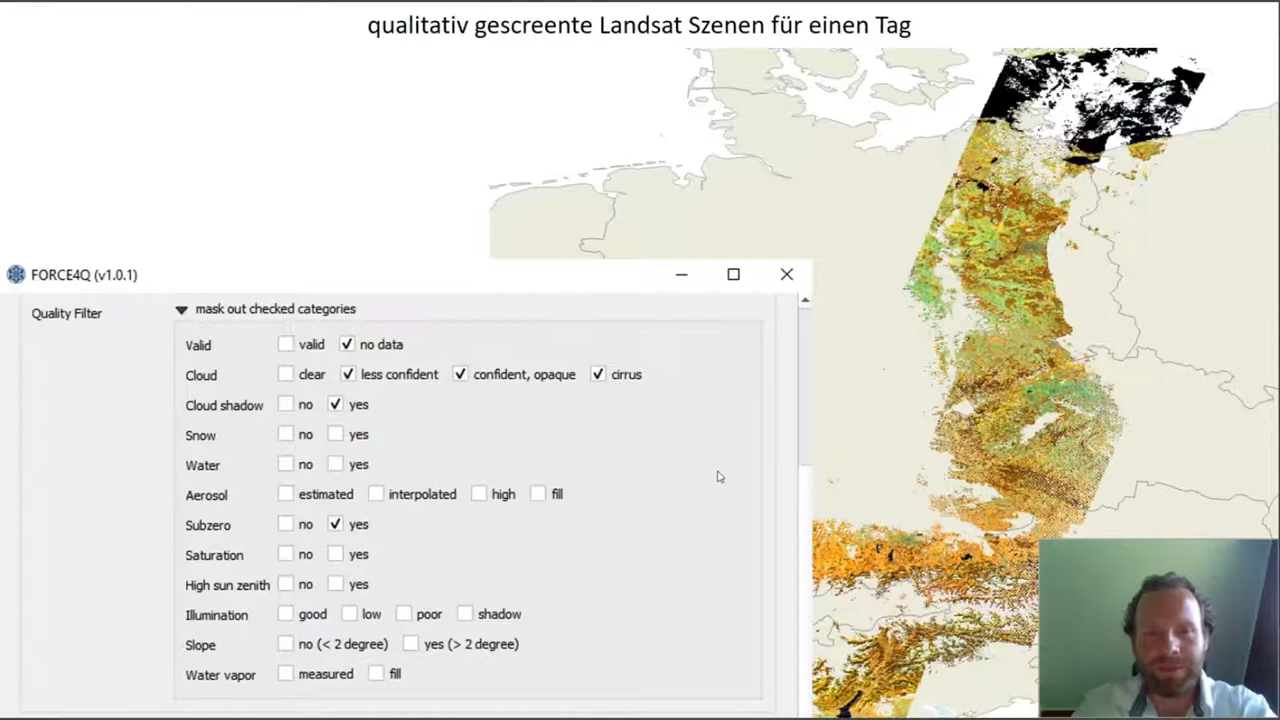 qualitativ gescreente Landsat Szenen für einen Tag
FORCE4Q (v1.0.1)
Quality Filter
mask out checked categories
Valid valid no data
Cloud clear less confident confident, opaque cirrus
Cloud shadow no yes
Snow no yes
Water no yes
Aerosol estimated interpolated high fill
Subzero no yes
Saturation no yes
High sun zenith no yes
Illumination good low poor shadow
Slope no (< 2 degree) yes (> 2 degree)
Water vapor measured fill